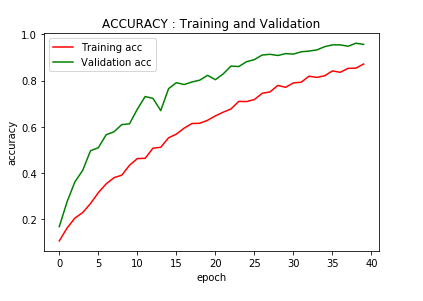 ACCURACY : Training and Validation
1.0
0.8
0.6
0.4
0.2
accuracy
Training acc
Validation acc
0 5 10 15 20 25 30 35 40
epoch